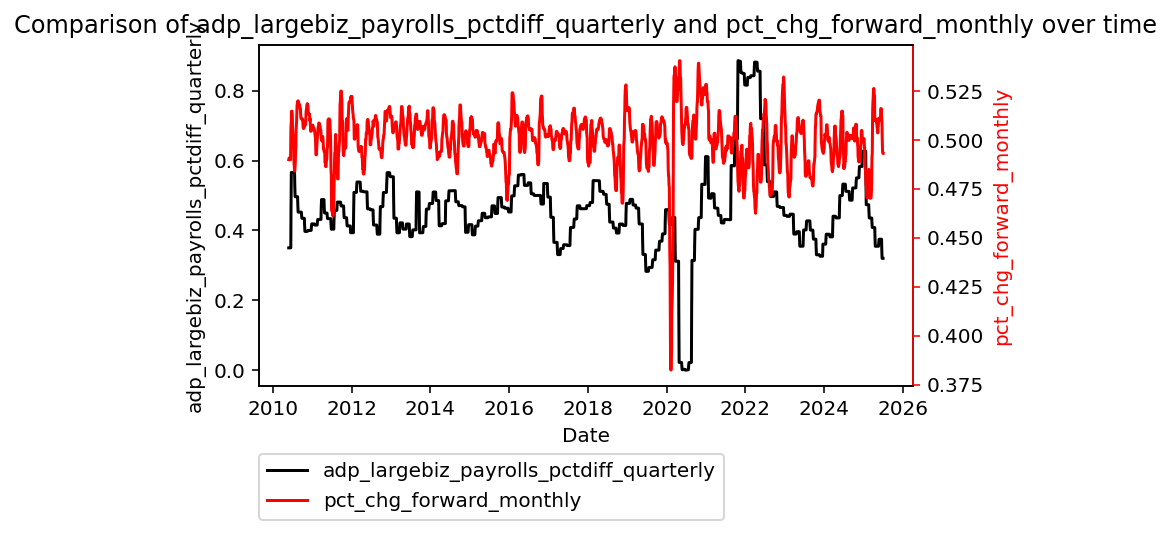 Comparison of adp_largebiz_payrolls_pctdiff_quarterly and pct_chg_forward_monthly over time
adp_largebiz_payrolls_pctdiff_quarterly
0.8
0.6
0.4
0.2
0.0
0.525
0.500
0.475
0.450
0.425
0.400
0.375
pct_chg_forward_monthly
2010 2012 2014 2016 2018 2020 2022 2024 2026
Date
adp_largebiz_payrolls_pctdiff_quarterly
pct_chg_forward_monthly